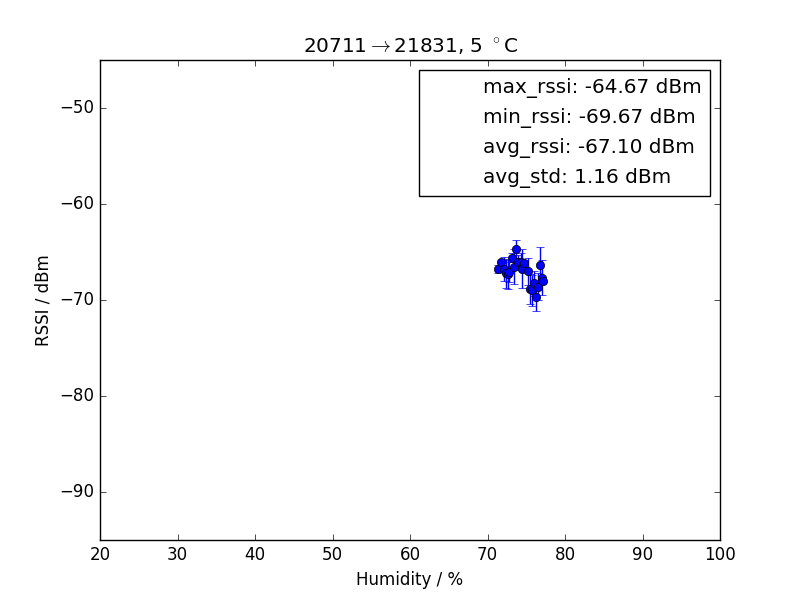 20711→21831, 5 °C
max_rssi: -64.67 dBm
min_rssi: -69.67 dBm
avg_rssi: -67.10 dBm
avg_std: 1.16 dBm
−50
−60
−70
−80
−90
RSSI / dBm
20 30 40 50 60 70 80 90 100
Humidity / %